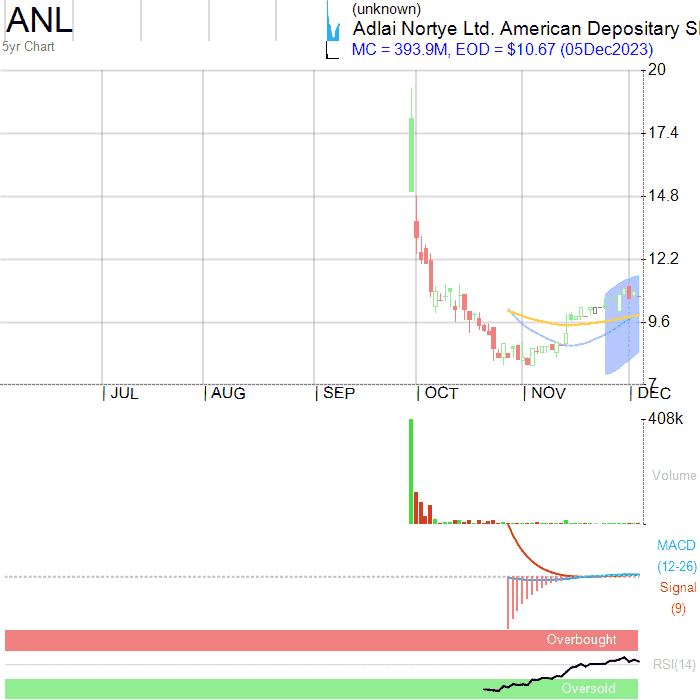 ANL
5yr Chart
(unknown)
Adlai Nortye Ltd. American Depositary S
MC = 393.9M, EOD = $10.67 (05Dec2023)
20
17.4
14.8
12.2
9.6
7
JUL
AUG
SEP
OCT
NOV
DEC
408k
Volume
MACD
(12-26)
Signal
(9)
Overbought
RSI(14)
Oversold